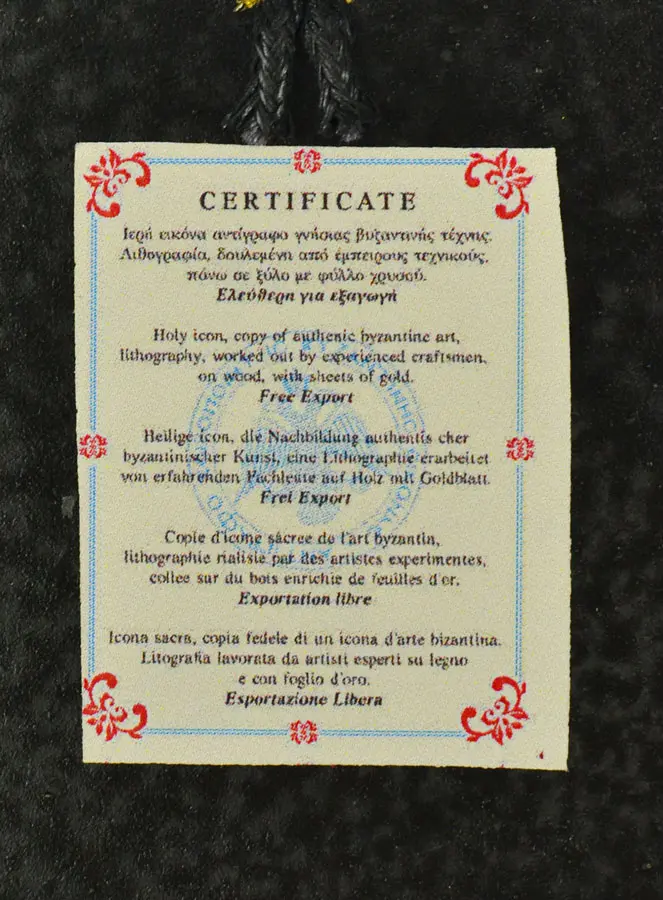 CERTIFICATE
Ιερή εικόνα αντίγραφο γνήσιας βυζαντινής τέχνης.
Λιθογραφία, δουλεμένη από έμπειρους τεχνικούς,
πάνω σε ξύλο με φύλλο χρυσού.
Ελεύθερη για εξαγωγή
Holy icon, copy of authenic byzantine art,
lithography, worked out by experienced craftsmen,
on wood, with sheets of gold.
Free Export
Heilige icon, die Nachbildung authentis cher
byzantinischer Kunst, eine Lithographie erarbeitet
von erfahrenden Fachleute auf Holz mit Goldblatt.
Frei Export
Copie d'icone sacree de l'art byzantin,
lithographie rialisie par des artistes experimentes,
collee sur du bois enrichie de feuilles d'or.
Exportation libre
Icona sacra, copia fedele di un icona d'arte bizantina.
Litografia lavorata da artisti esperti su legno
e con foglio d'oro.
Esportazione Libera